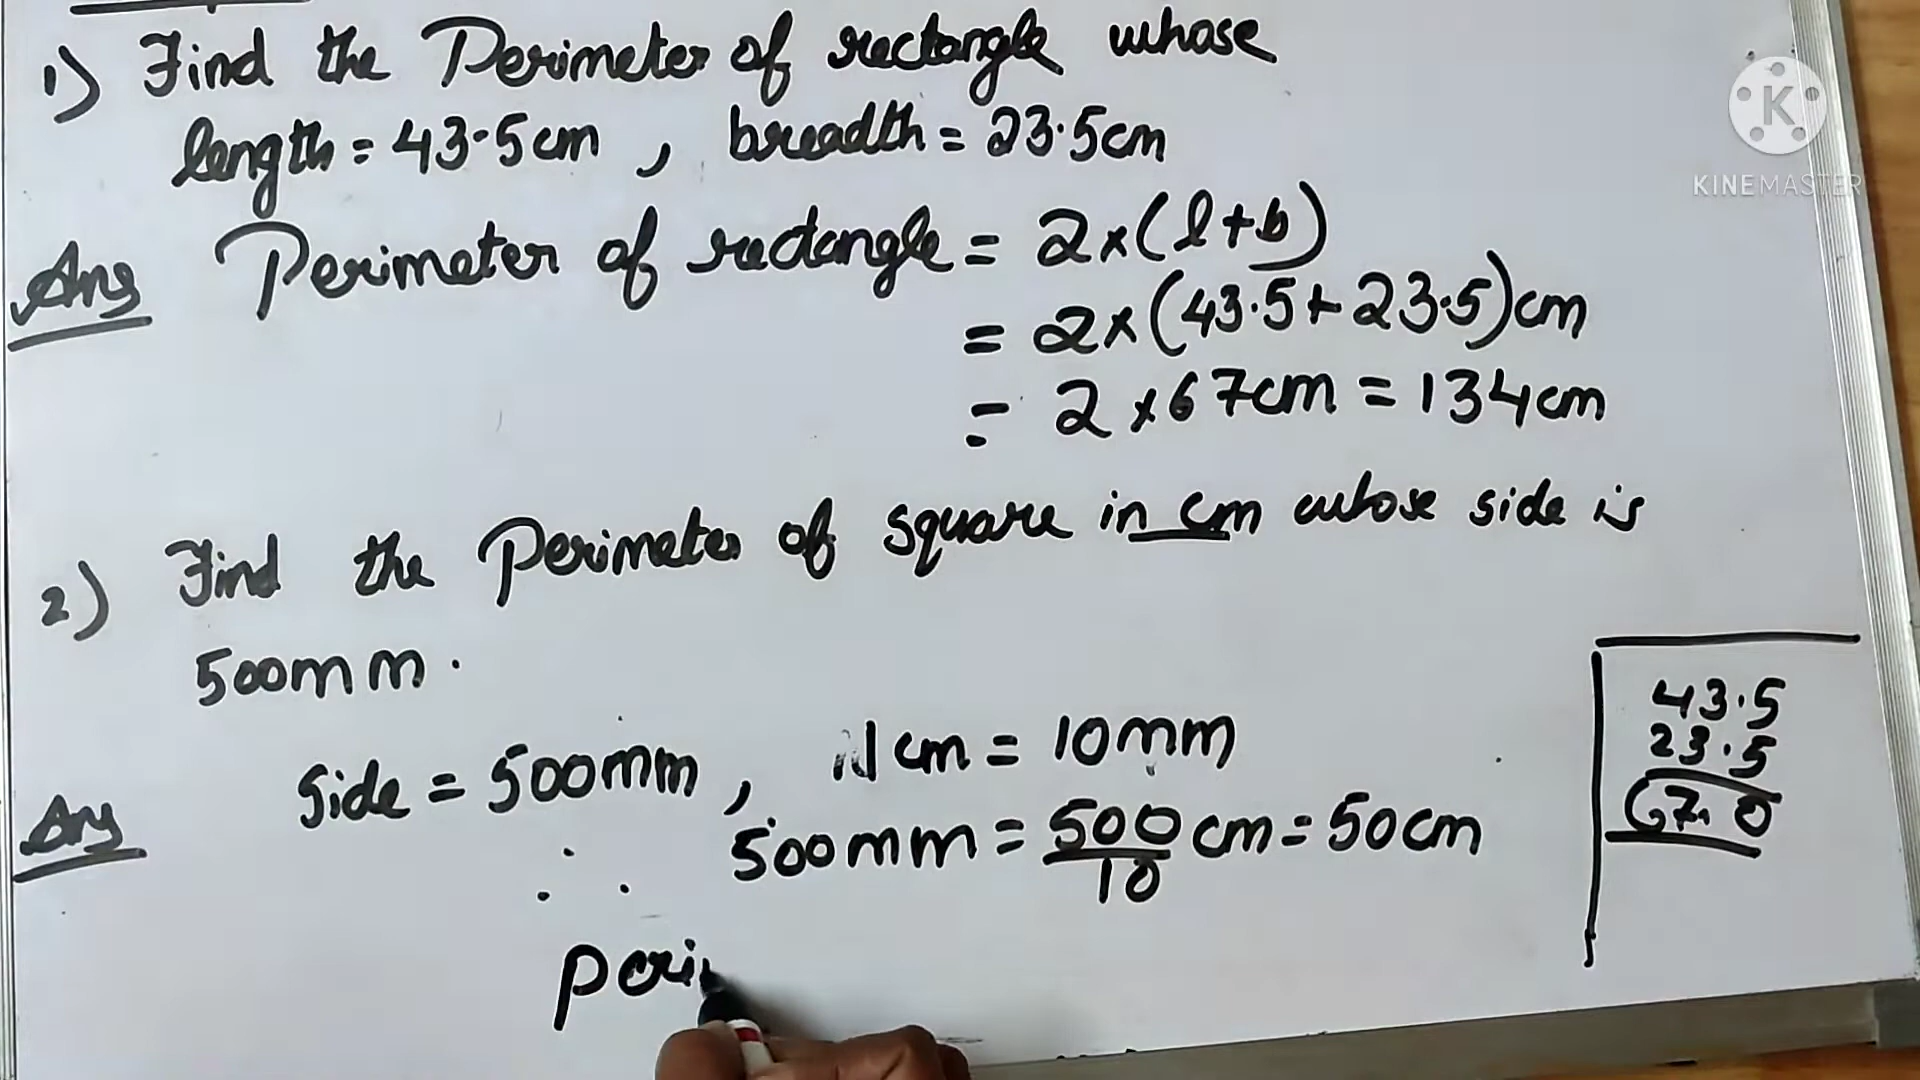 1) Find the Perimeter of rectangle whose
length = 43.5cm , breadth = 23.5cm
Ans Perimeter of rectangle = 2×(l+b)
= 2×(43.5+23.5)cm
= 2×67cm = 134cm
2) Find the Perimeter of square in cm whose side is
500mm.
Ans Side = 500mm, 1cm = 10mm
∴ 500mm = 500/10 cm = 50cm
Peri
43.5
23.5
67.0
K
KINEMASTER